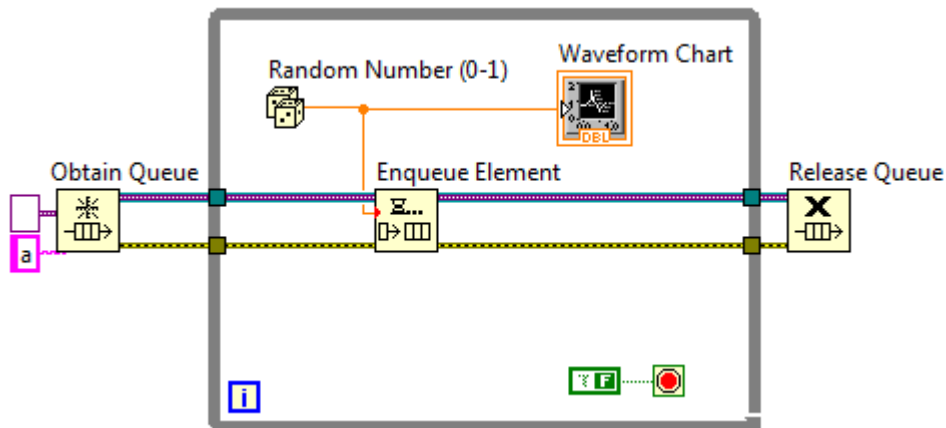 Waveform Chart
Random Number (0-1)
DBL
Obtain Queue
Enqueue Element
Release Queue
a
F
i